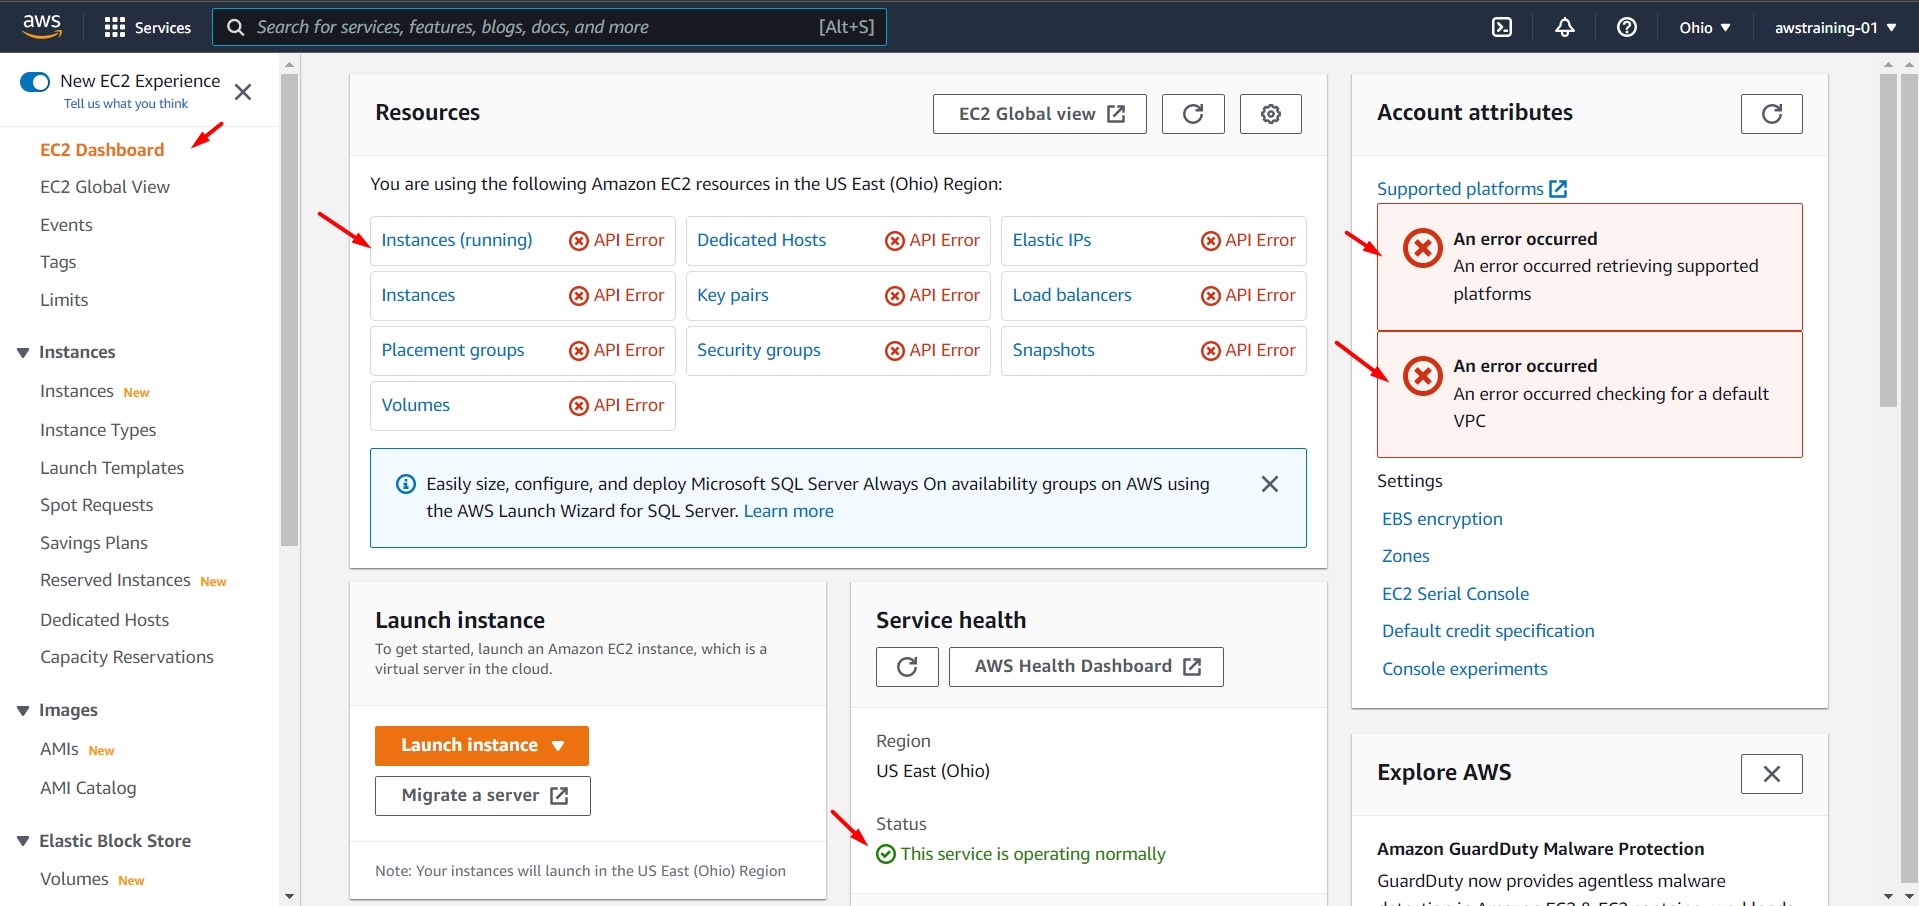 aws
Services
Search for services, features, blogs, docs, and more
[Alt+S]
Ohio
awstraining-01
New EC2 Experience
Tell us what you think
EC2 Dashboard
EC2 Global View
Events
Tags
Limits
Instances
Instances New
Instance Types
Launch Templates
Spot Requests
Savings Plans
Reserved Instances New
Dedicated Hosts
Capacity Reservations
Images
AMIs New
AMI Catalog
Elastic Block Store
Volumes New
Resources
EC2 Global view
You are using the following Amazon EC2 resources in the US East (Ohio) Region:
Instances (running) API Error
Dedicated Hosts API Error
Elastic IPs API Error
Instances API Error
Key pairs API Error
Load balancers API Error
Placement groups API Error
Security groups API Error
Snapshots API Error
Volumes API Error
Easily size, configure, and deploy Microsoft SQL Server Always On availability groups on AWS using
the AWS Launch Wizard for SQL Server. Learn more
Launch instance
To get started, launch an Amazon EC2 instance, which is a
virtual server in the cloud.
Launch instance
Migrate a server
Note: Your instances will launch in the US East (Ohio) Region
Service health
AWS Health Dashboard
Region
US East (Ohio)
Status
This service is operating normally
Account attributes
Supported platforms
An error occurred
An error occurred retrieving supported
platforms
An error occurred
An error occurred checking for a default
VPC
Settings
EBS encryption
Zones
EC2 Serial Console
Default credit specification
Console experiments
Explore AWS
Amazon GuardDuty Malware Protection
GuardDuty now provides agentless malware